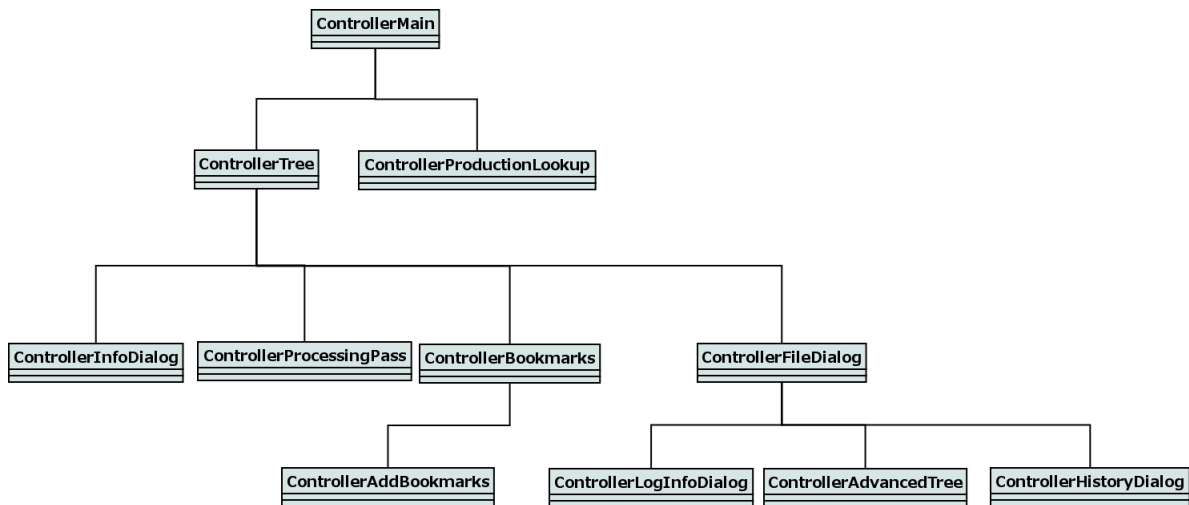 ControllerMain
ControllerTree
ControllerProductionLookup
ControllerInfoDialog
ControllerProcessingPass
ControllerBookmarks
ControllerFileDialog
ControllerAddBookmarks
ControllerLogInfoDialog
ControllerAdvancedTree
ControllerHistoryDialog